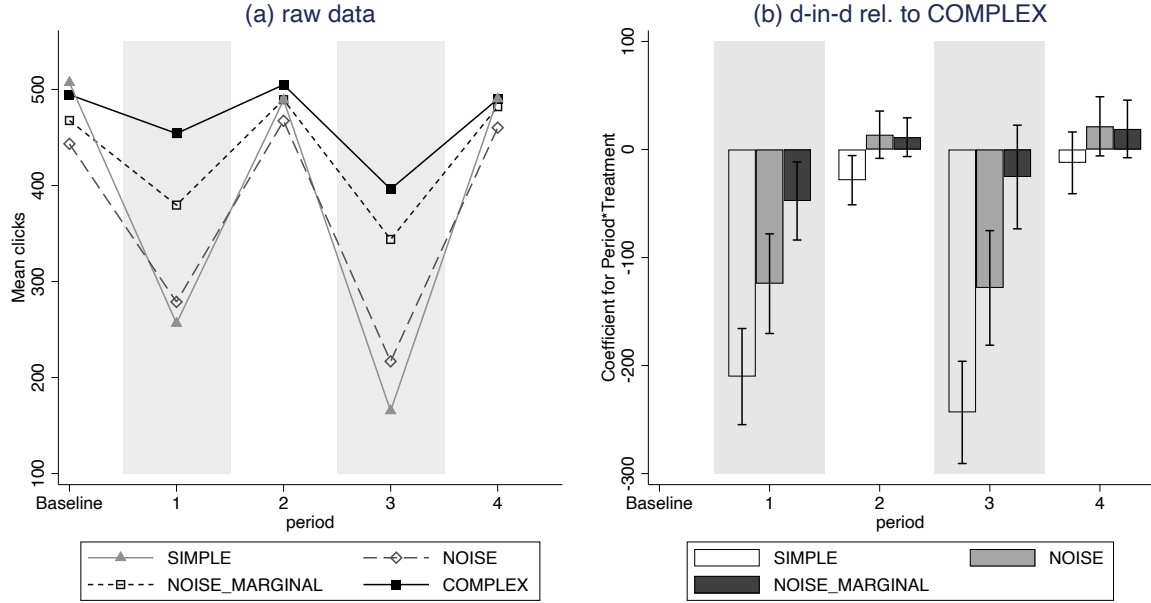 (a) raw data
Mean clicks
500
400
300
200
100
Baseline 1 2 3 4
period
SIMPLE NOISE
NOISE_MARGINAL COMPLEX
(b) d-in-d rel. to COMPLEX
Coefficient for Period*Treatment
100
0
-100
-200
-300
Baseline 1 2 3 4
period
SIMPLE NOISE
NOISE_MARGINAL